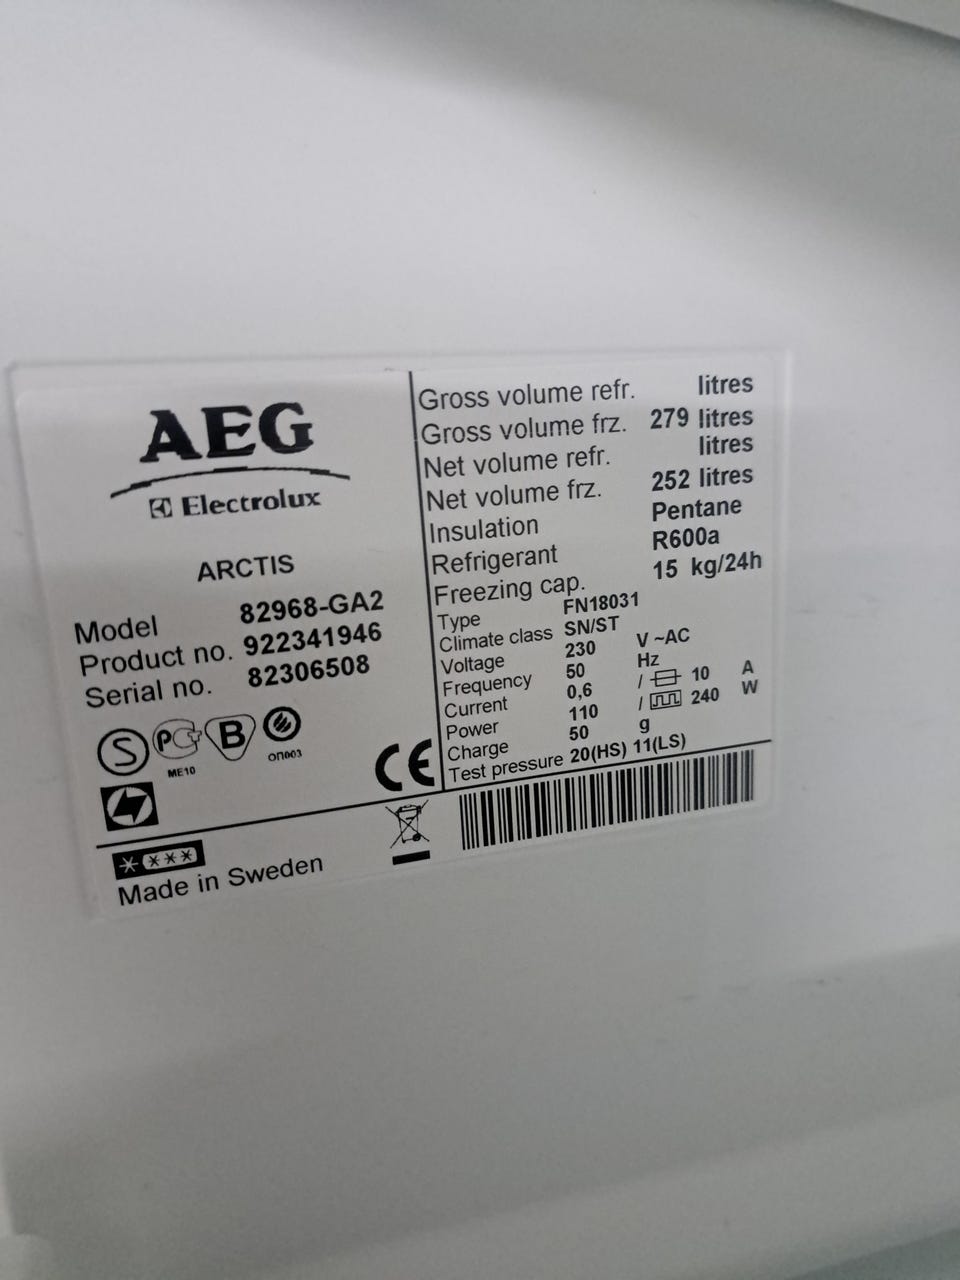 AEG
Electrolux
ARCTIS
Model 82968-GA2
Product no. 922341946
Serial no. 82306508
S PC B
ME10 ОП003
CE
Made in Sweden
Gross volume refr. litres
Gross volume frz. 279 litres
Net volume refr. litres
Net volume frz. 252 litres
Insulation Pentane
Refrigerant R600a
Freezing cap. 15 kg/24h
Type FN18031
Climate class SN/ST
Voltage 230 V ~AC
Frequency 50 Hz
Current 0,6 / 10 A
Power 110 / 240 W
Charge 50 g
Test pressure 20(HS) 11(LS)